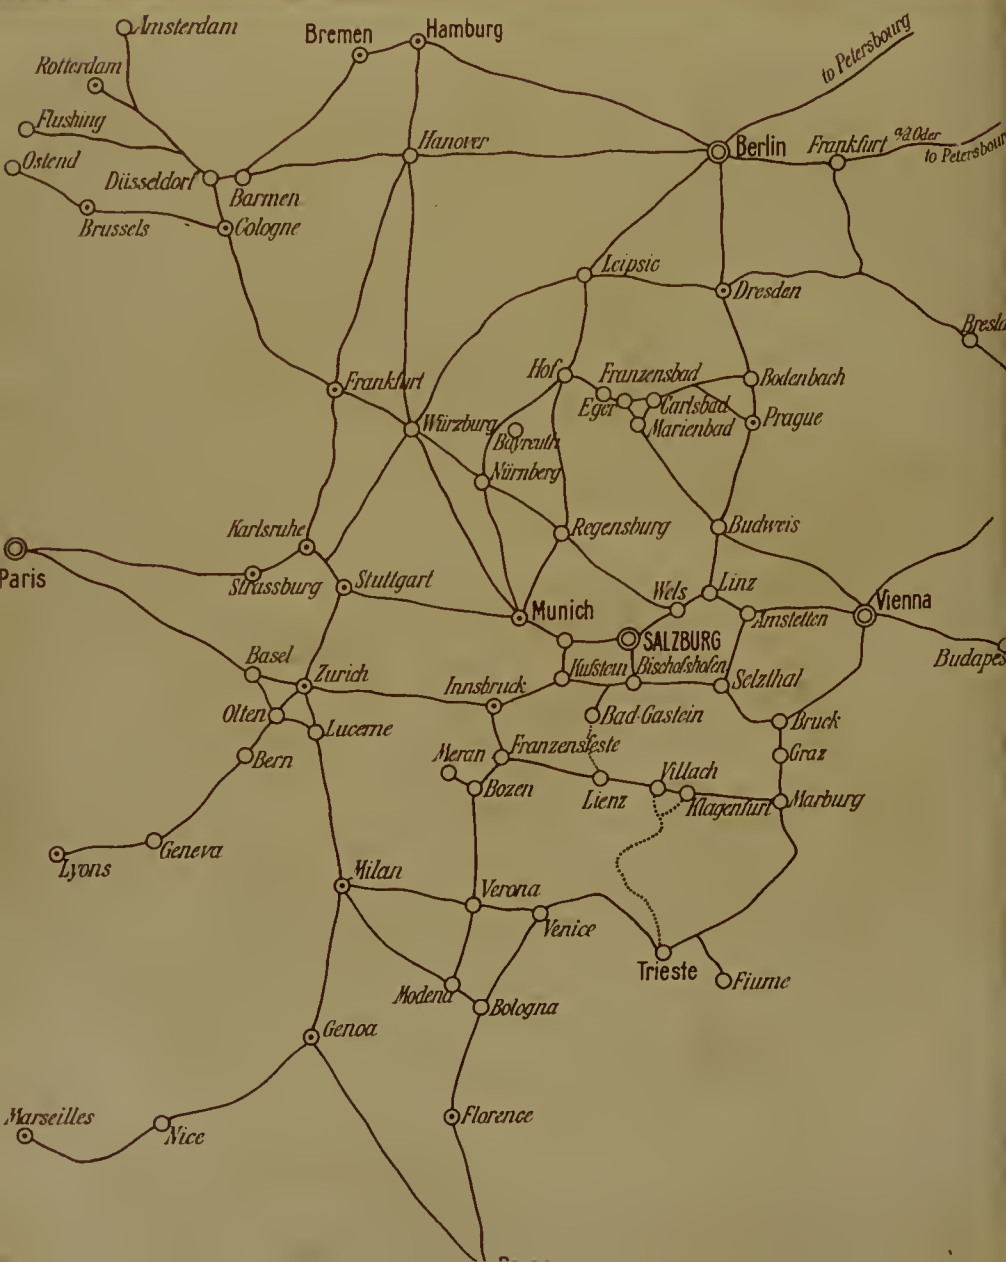 Amsterdam
Bremen
Hamburg
to Petersbourg
Rotterdam
Flushing
Hanover
Berlin
Frankfurt a/d Oder
to Petersbour
Ostend
Düsseldorf
Barmen
Brussels
Cologne
Leipsic
Dresden
Bresla
Frankfurt
Hof
Franzensbad
Bodenbach
Eger
Carlsbad
Marienbad
Prague
Würzburg
Bayreuth
Nürnberg
Karlsruhe
Regensburg
Budweis
Paris
Strassburg
Stuttgart
Munich
Wels
Linz
Amstetten
Vienna
SALZBURG
Budapes
Basel
Zurich
Innsbruck
Kufstein
Bischofshofen
Selzthal
Olten
Lucerne
Bad-Gastein
Bruck
Bern
Meran
Franzensfeste
Graz
Bozen
Lienz
Villach
Klagenfurt
Marburg
Lyons
Geneva
Milan
Verona
Venice
Trieste
Fiume
Modena
Bologna
Genoa
Marseilles
Nice
Florence